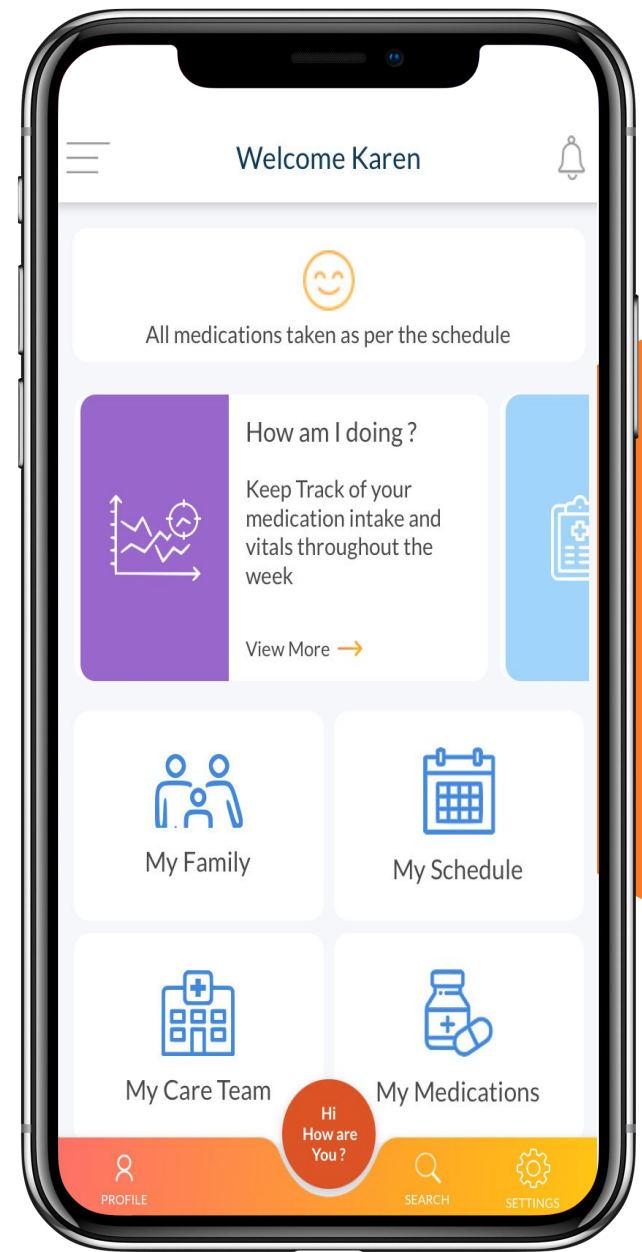 Welcome Karen
All medications taken as per the schedule
How am I doing ?
Keep Track of your
medication intake and
vitals throughout the
week
View More
My Family
My Schedule
My Care Team
My Medications
Hi
How are
You ?
PROFILE
SEARCH
SETTINGS